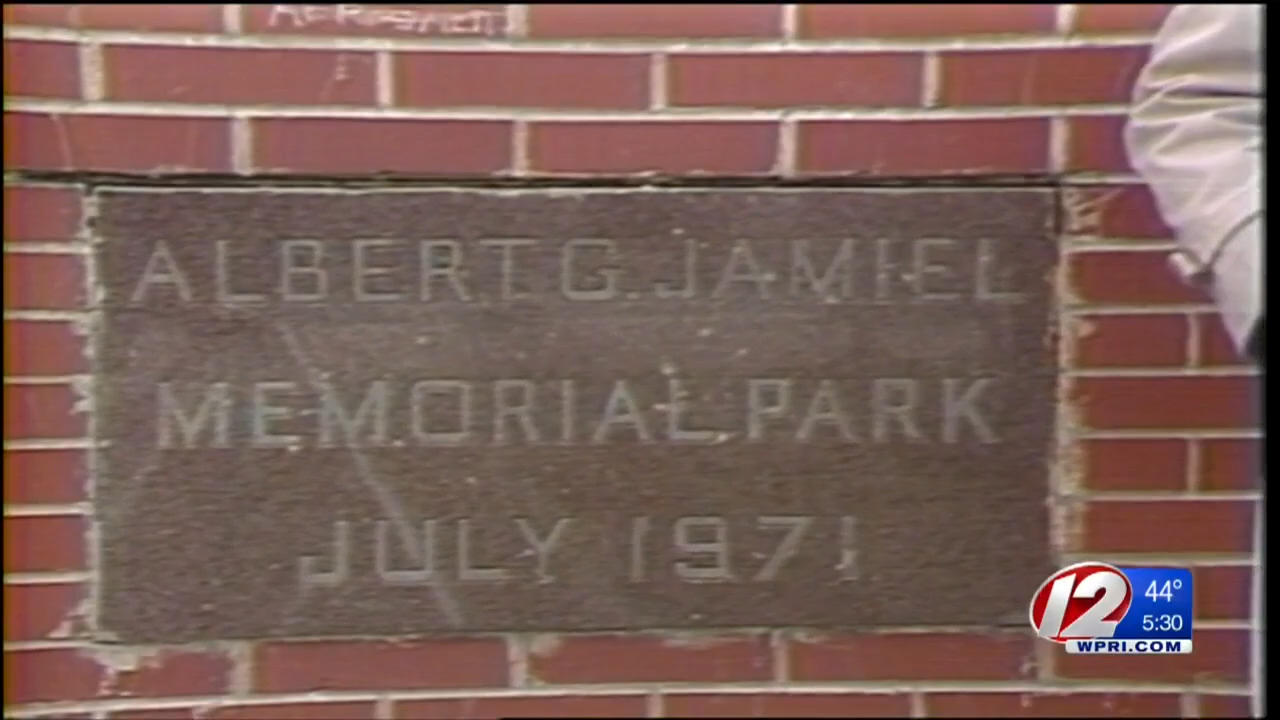 ALBERT G. JAMIEL
MEMORIAL PARK
JULY 1971
12
44°
5:30
WPRI.COM